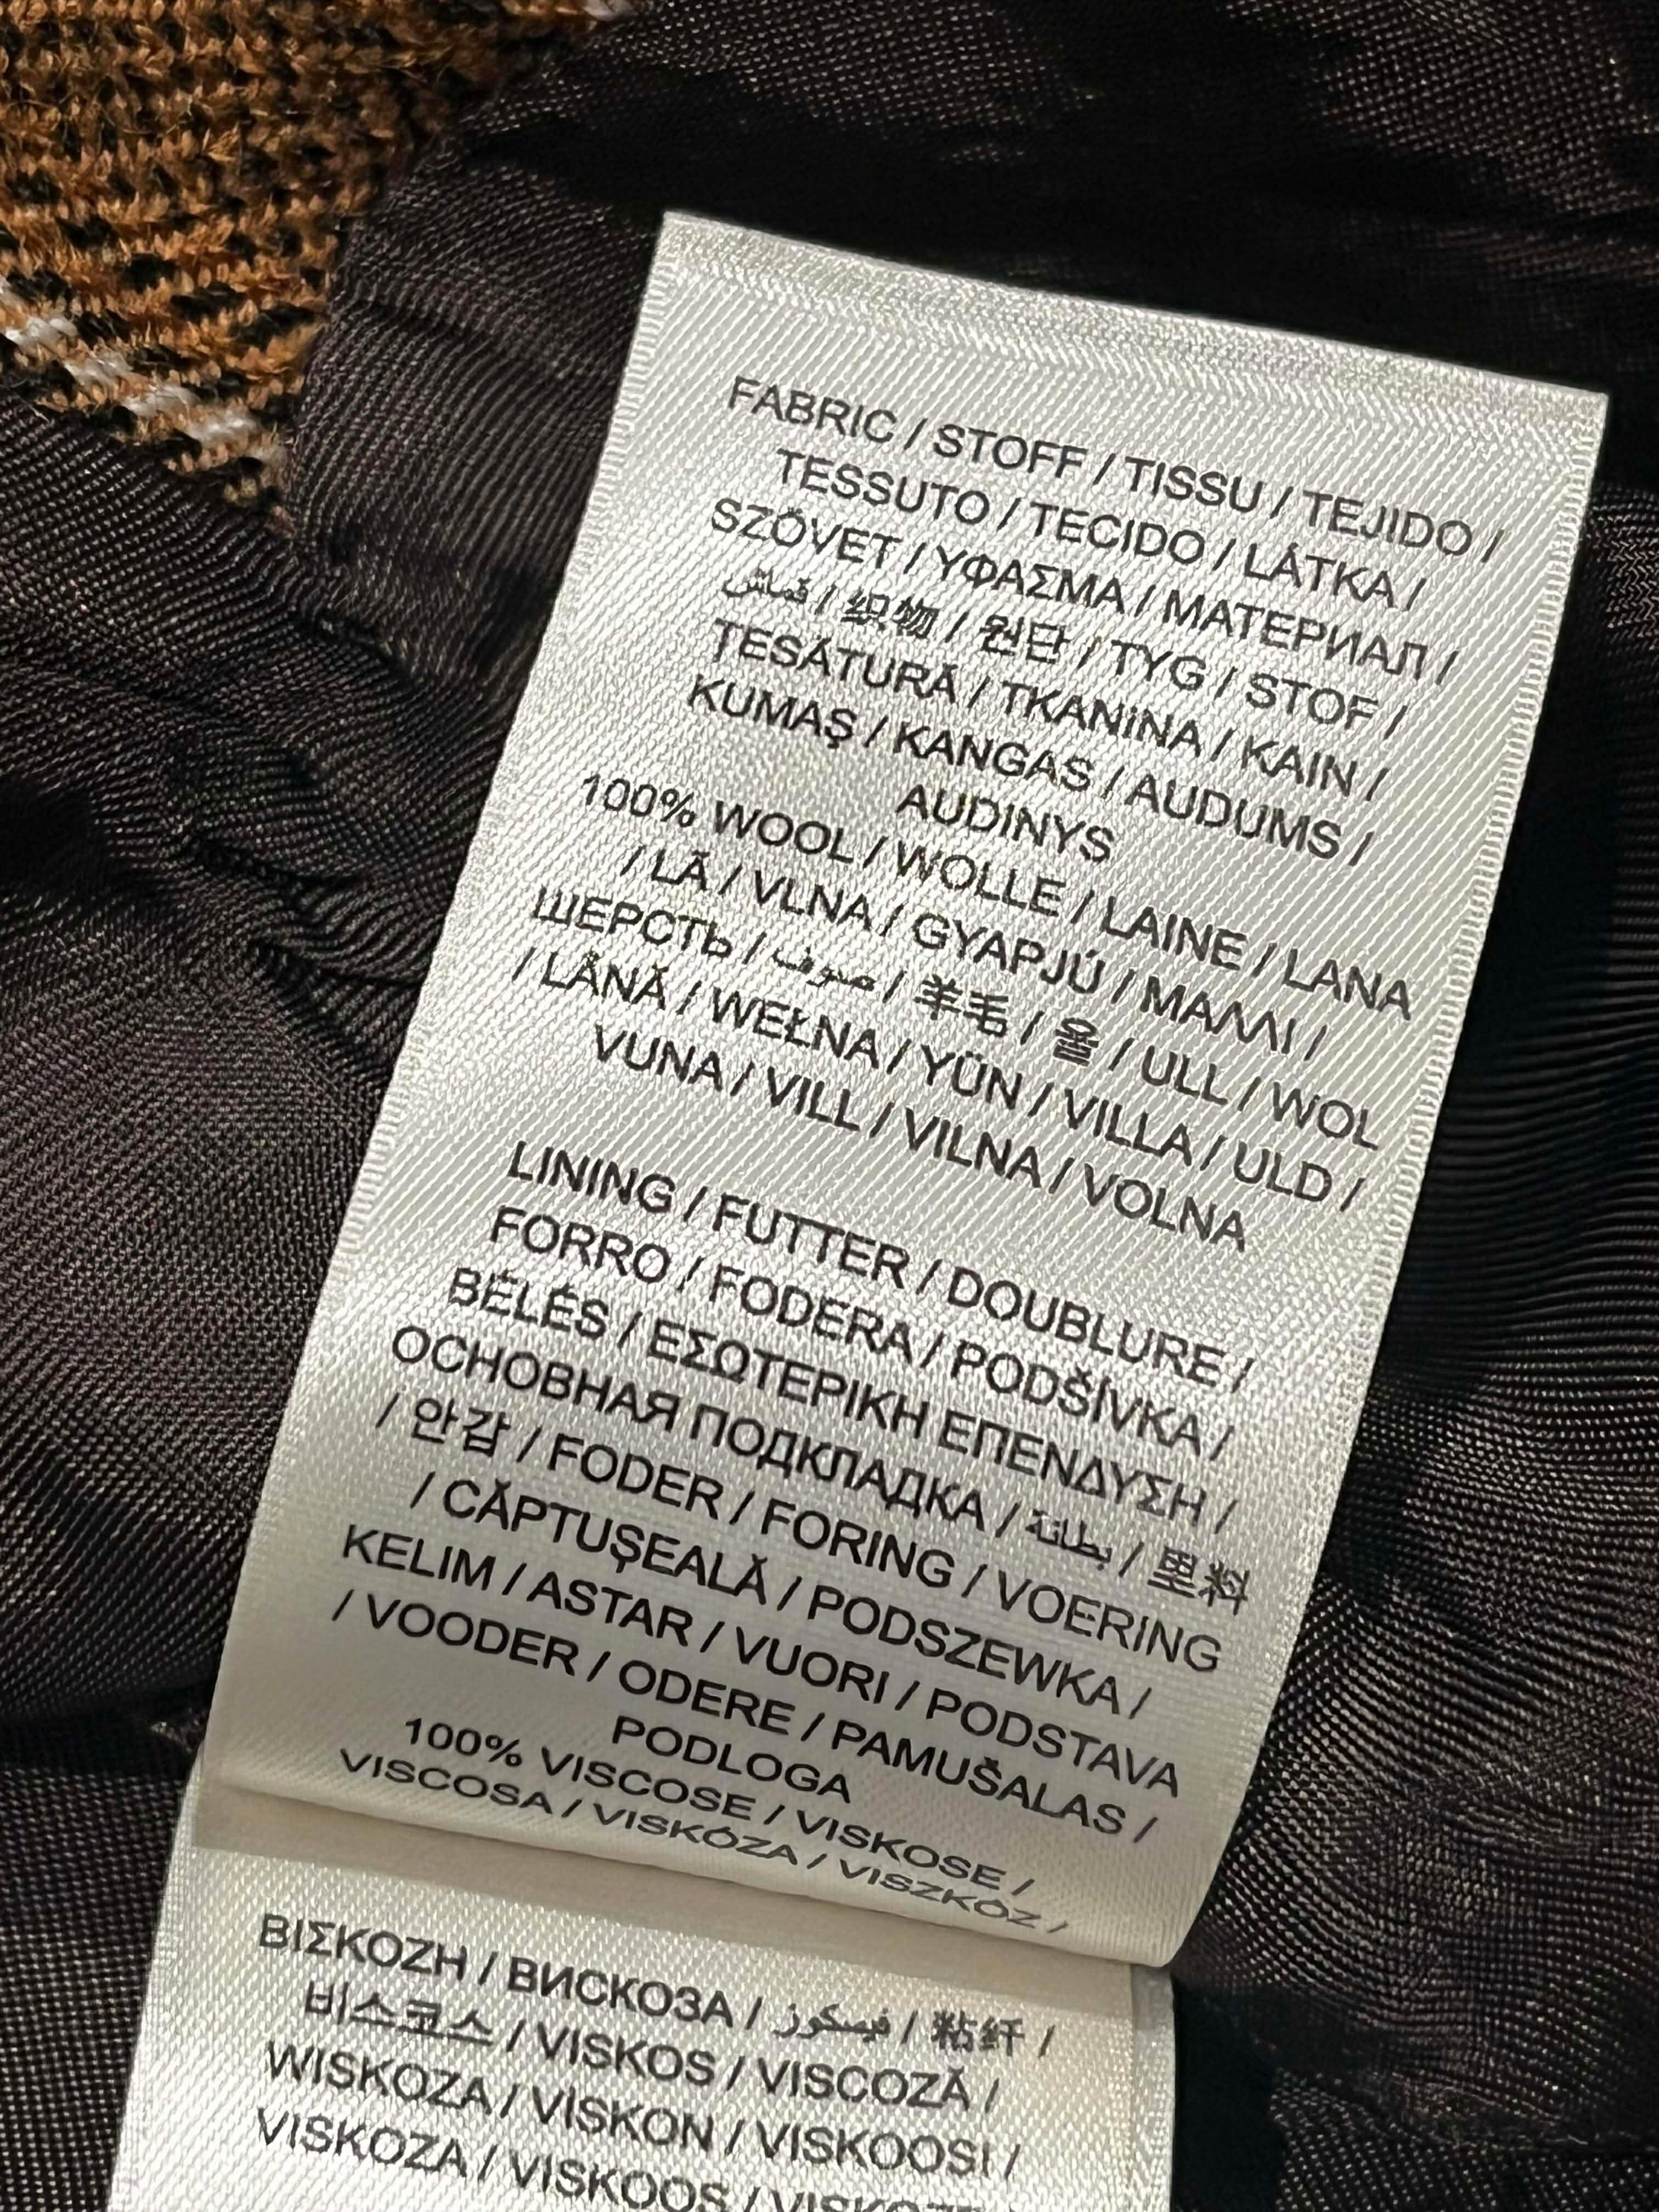 FABRIC / STOFF / TISSU / TEJIDO /
TESSUTO / TECIDO / LÁTKA /
SZÖVET / ΥΦΑΣΜΑ / МАТЕРИАЛ /
قماش / 织物 / 원단 / TYG / STOF /
ȚESĂTURĂ / TKANINA / KAIN /
KUMAŞ / KANGAS / AUDUMS /
AUDINYS
100% WOOL / WOLLE / LAINE / LANA
/ LÃ / VLNA / GYAPJÚ / ΜΑΛΛΙ /
ШЕРСТЬ / صوف / 羊毛 / 울 / ULL / WOL
/ LÂNĂ / WEŁNA / YÜN / VILLA / ULD /
VUNA / VILL / VILNA / VOLNA
LINING / FUTTER / DOUBLURE /
FORRO / FODERA / PODŠÍVKA /
BÉLÉS / ΕΣΩΤΕΡΙΚΗ ΕΠΕΝΔΥΣΗ /
ОСНОВНАЯ ПОДКЛАДКА / بطانة / 里料
/ 안감 / FODER / FORING / VOERING
/ CĂPTUȘEALĂ / PODSZEWKA /
KELIM / ASTAR / VUORI / PODSTAVA
/ VOODER / ODERE / PAMUŠALAS /
PODLOGA
100% VISCOSE / VISKOSE /
VISCOSA / VISKÓZA / VISZKÓZ /
ΒΙΣΚΟΖΗ / ВИСКОЗА / فيسكوز / 粘纤 /
비스코스 / VISKOS / VISCOZĂ /
WISKOZA / VİSKON / VISKOOSI /
VISKOZA / VISKOOS /